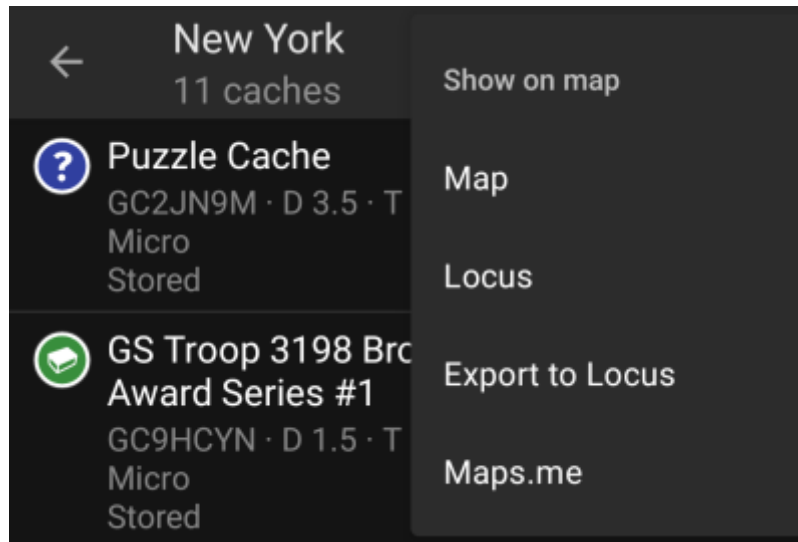 New York
11 caches
?
Puzzle Cache
GC2JN9M · D 3.5 · T
Micro
Stored
GS Troop 3198 Brc
Award Series #1
GC9HCYN · D 1.5 · T
Micro
Stored
Show on map
Map
Locus
Export to Locus
Maps.me